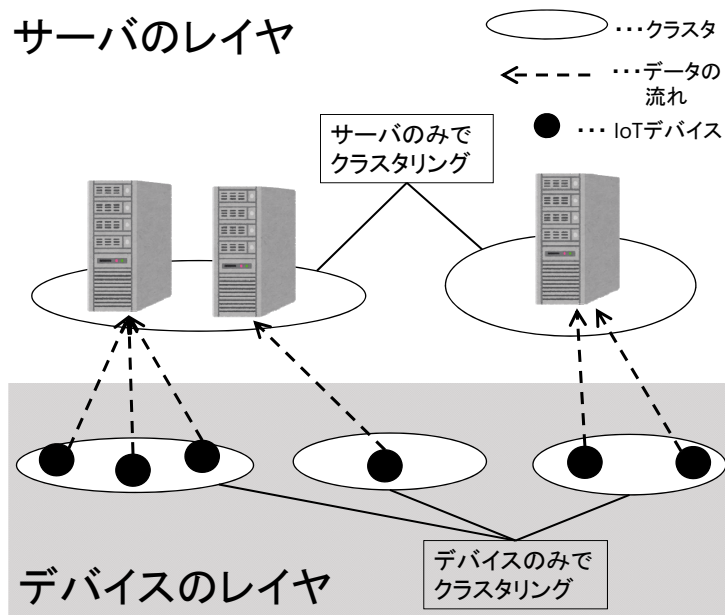 サーバのレイヤ
･･･クラスタ
･･･データの
流れ
･･･ IoTデバイス
サーバのみで
クラスタリング
デバイスのみで
クラスタリング
デバイスのレイヤ